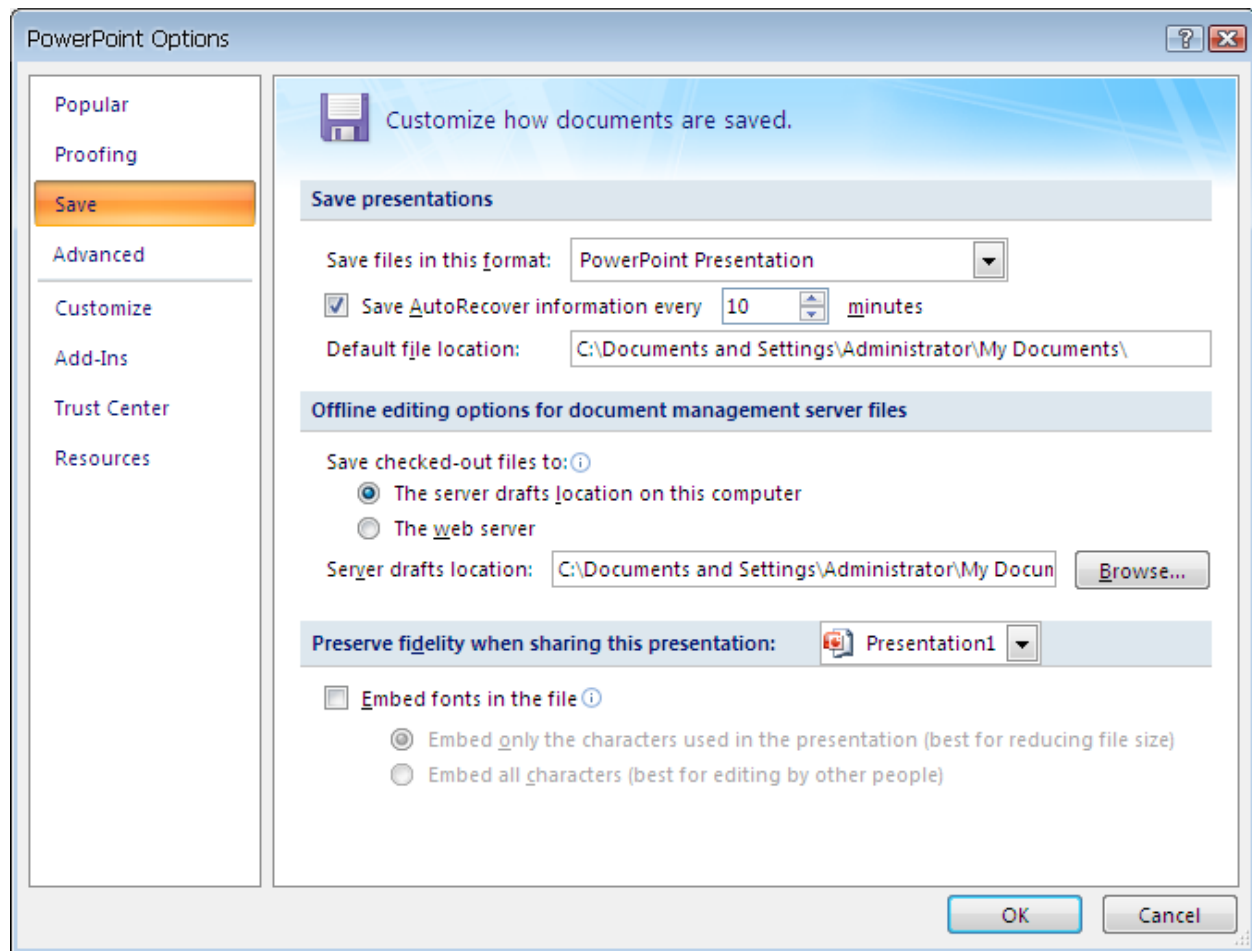 PowerPoint Options
Popular
Proofing
Save
Advanced
Customize
Add-Ins
Trust Center
Resources
Customize how documents are saved.
Save presentations
Save files in this format: PowerPoint Presentation
Save AutoRecover information every 10 minutes
Default file location: C:\Documents and Settings\Administrator\My Documents\
Offline editing options for document management server files
Save checked-out files to:
The server drafts location on this computer
The web server
Server drafts location: C:\Documents and Settings\Administrator\My Docun Browse...
Preserve fidelity when sharing this presentation: Presentation1
Embed fonts in the file
Embed only the characters used in the presentation (best for reducing file size)
Embed all characters (best for editing by other people)
OK Cancel